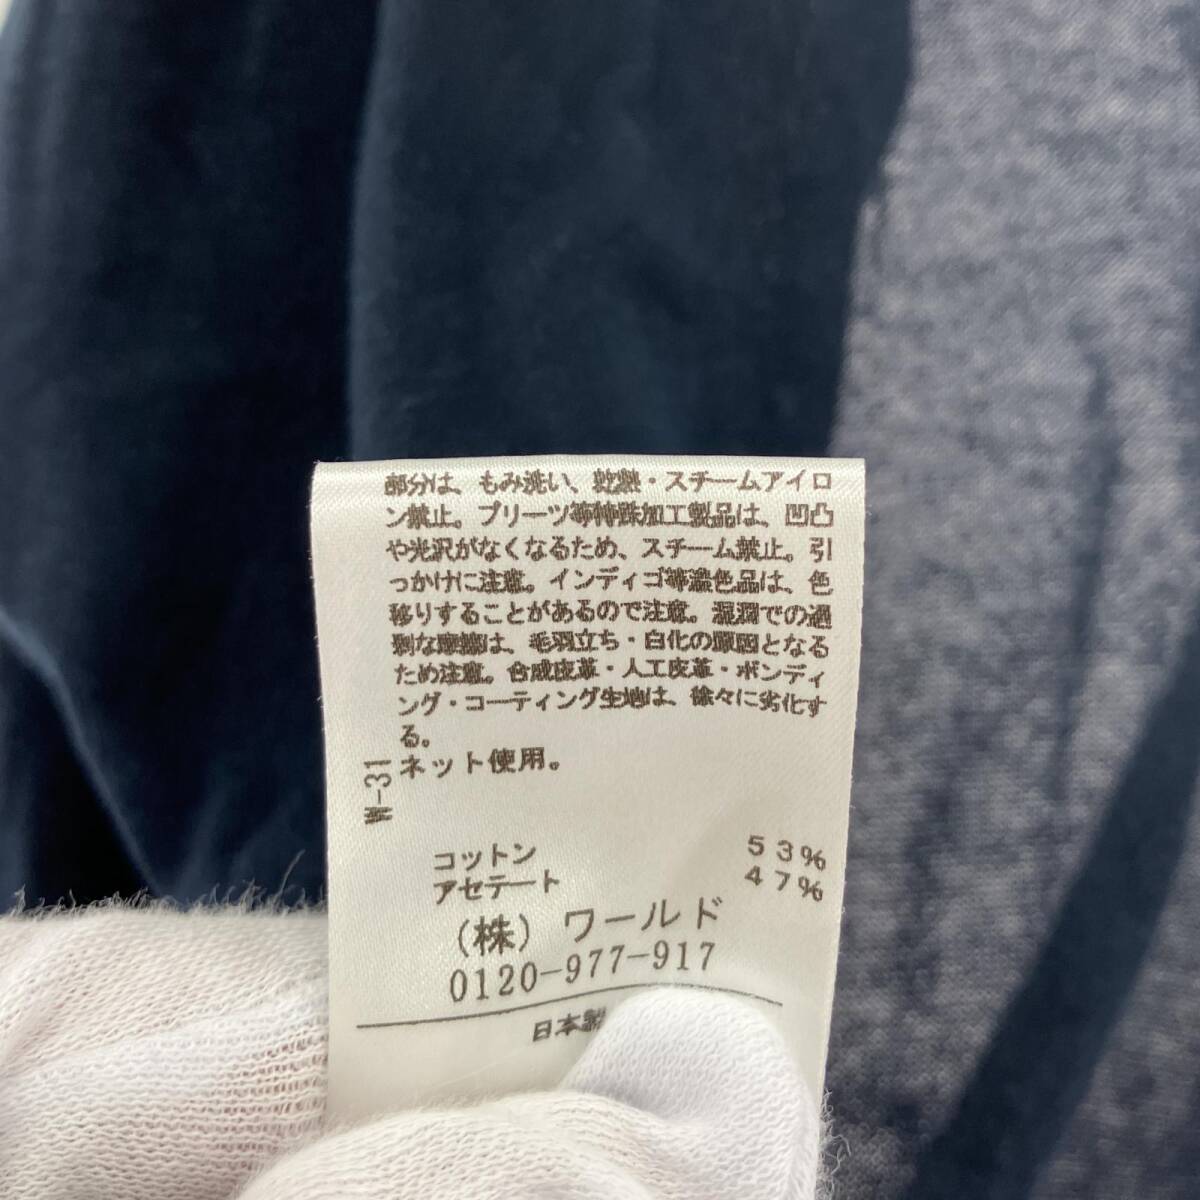 部分は、もみ洗い、乾熱・スチームアイロ
ン禁止。プリーツ等特殊加工製品は、凹凸
や光沢がなくなるため、スチーム禁止。引
っかけに注意。インディゴ等濃色品は、色
移りすることがあるので注意。湿潤での過
剰な摩擦は、毛羽立ち・白化の原因となる
ため注意。合成皮革・人工皮革・ボンディ
ング・コーティング生地は、徐々に劣化す
る。
ネット使用。
W-31
コットン 53%
アセテート 47%
(株)ワールド
0120-977-917
日本製